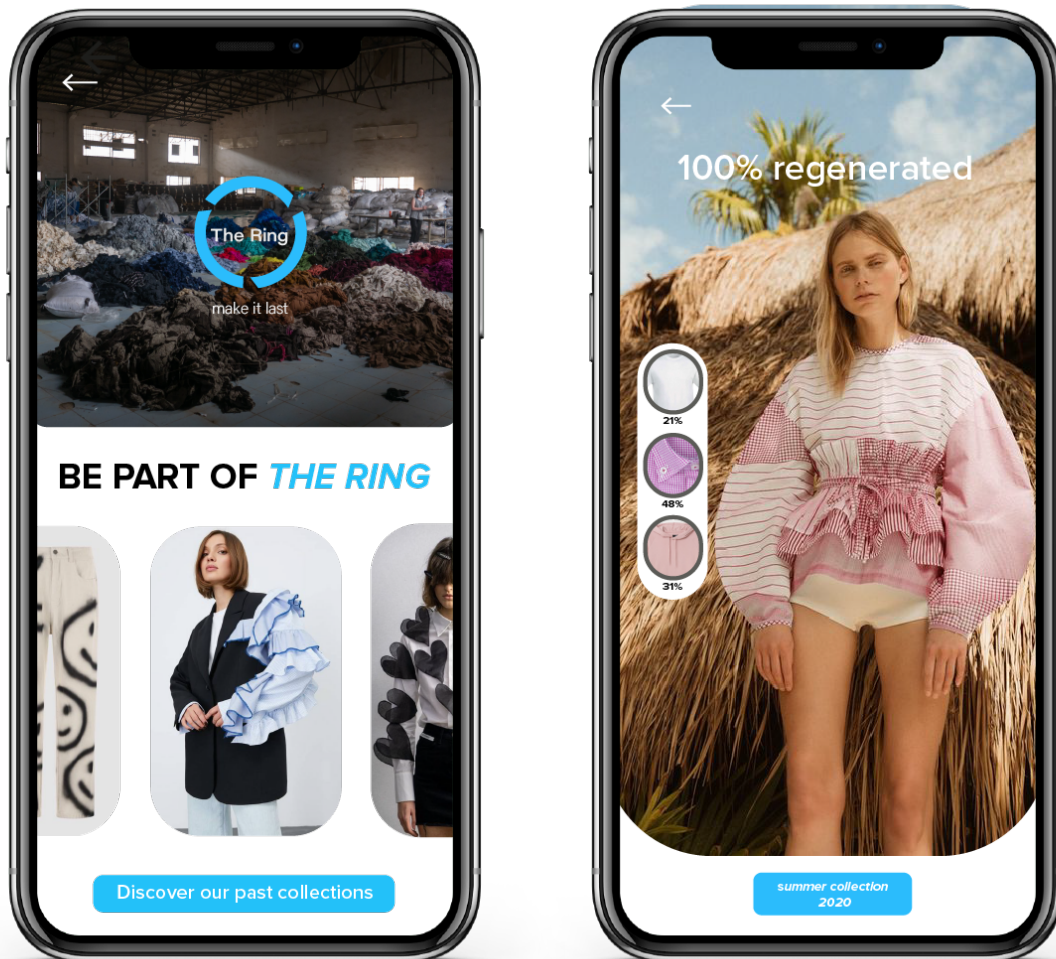 The Ring
make it last
BE PART OF THE RING
Discover our past collections
100% regenerated
21%
48%
31%
summer collection
2020